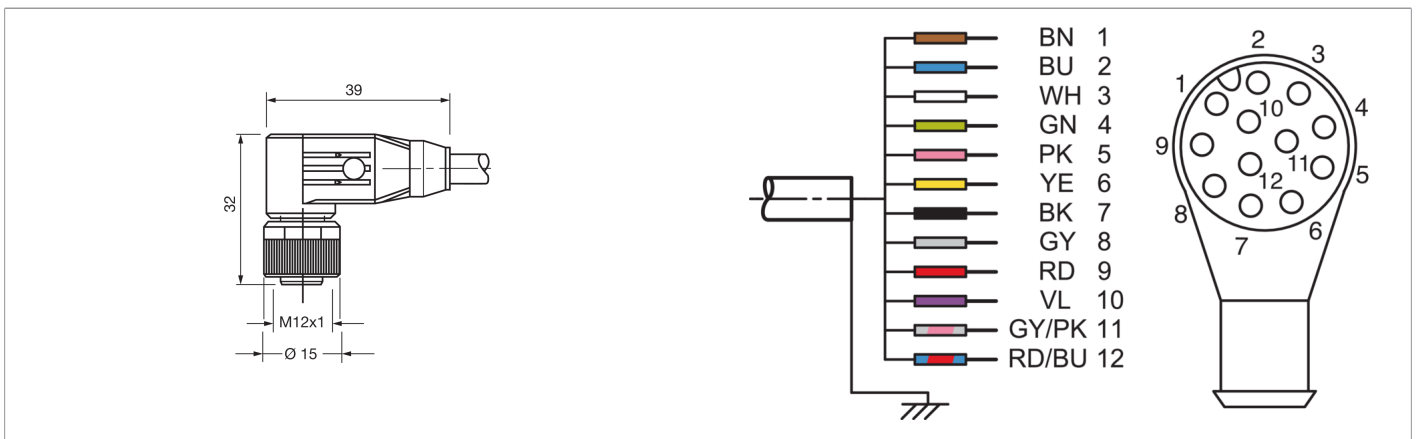 39
32
M12x1
Ø 15
BN 1
BU 2
WH 3
GN 4
PK 5
YE 6
BK 7
GY 8
RD 9
VL 10
GY/PK 11
RD/BU 12
2
3
1
10
4
9
11
12
5
8
6
7